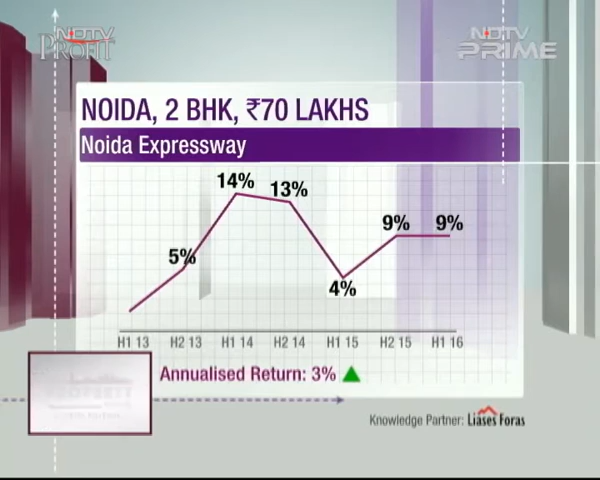 NDTV
PROFIT
NDTV
PRIME
NOIDA, 2 BHK, ₹70 LAKHS
Noida Expressway
14%
13%
5%
9%
9%
4%
H1 13
H2 13
H1 14
H2 14
H1 15
H2 15
H1 16
Annualised Return: 3%
Knowledge Partner: Liases Foras